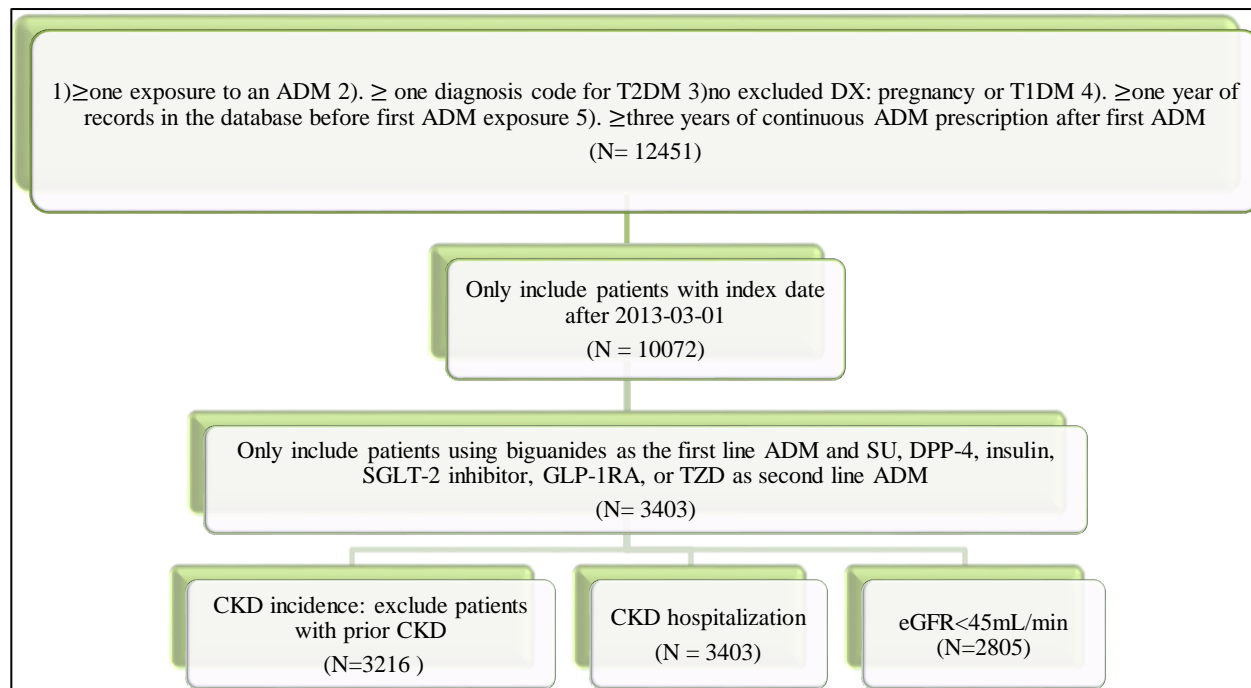 1)≥one exposure to an ADM 2). ≥ one diagnosis code for T2DM 3)no excluded DX: pregnancy or T1DM 4). ≥one year of
records in the database before first ADM exposure 5). ≥three years of continuous ADM prescription after first ADM
(N= 12451)
Only include patients with index date
after 2013-03-01
(N = 10072)
Only include patients using biguanides as the first line ADM and SU, DPP-4, insulin,
SGLT-2 inhibitor, GLP-1RA, or TZD as second line ADM
(N= 3403)
CKD incidence: exclude patients
with prior CKD
(N=3216 )
CKD hospitalization
(N = 3403)
eGFR<45mL/min
(N=2805)